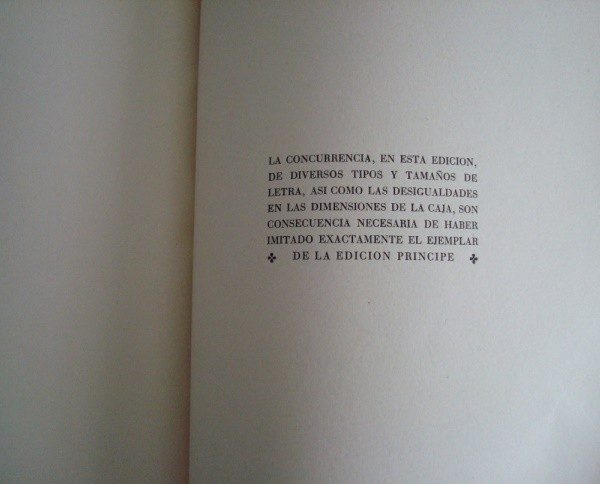 LA CONCURRENCIA, EN ESTA EDICION,
DE DIVERSOS TIPOS Y TAMAÑOS DE
LETRA, ASI COMO LAS DESIGUALDADES
EN LAS DIMENSIONES DE LA CAJA, SON
CONSECUENCIA NECESARIA DE HABER
IMITADO EXACTAMENTE EL EJEMPLAR
DE LA EDICION PRINCIPE